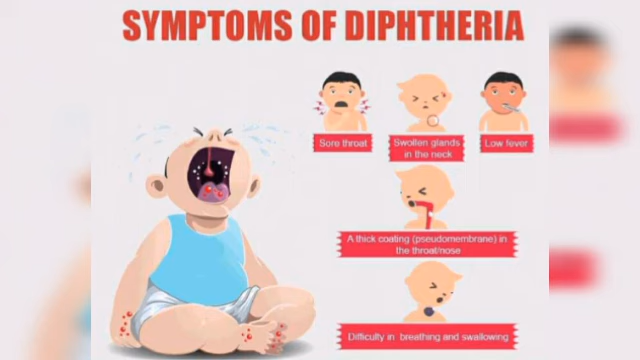 SYMPTOMS OF DIPHTHERIA
Sore throat
Swollen glands
in the neck
Low fever
A thick coating (pseudomembrane) in
the throat/nose
Difficulty in breathing and swallowing